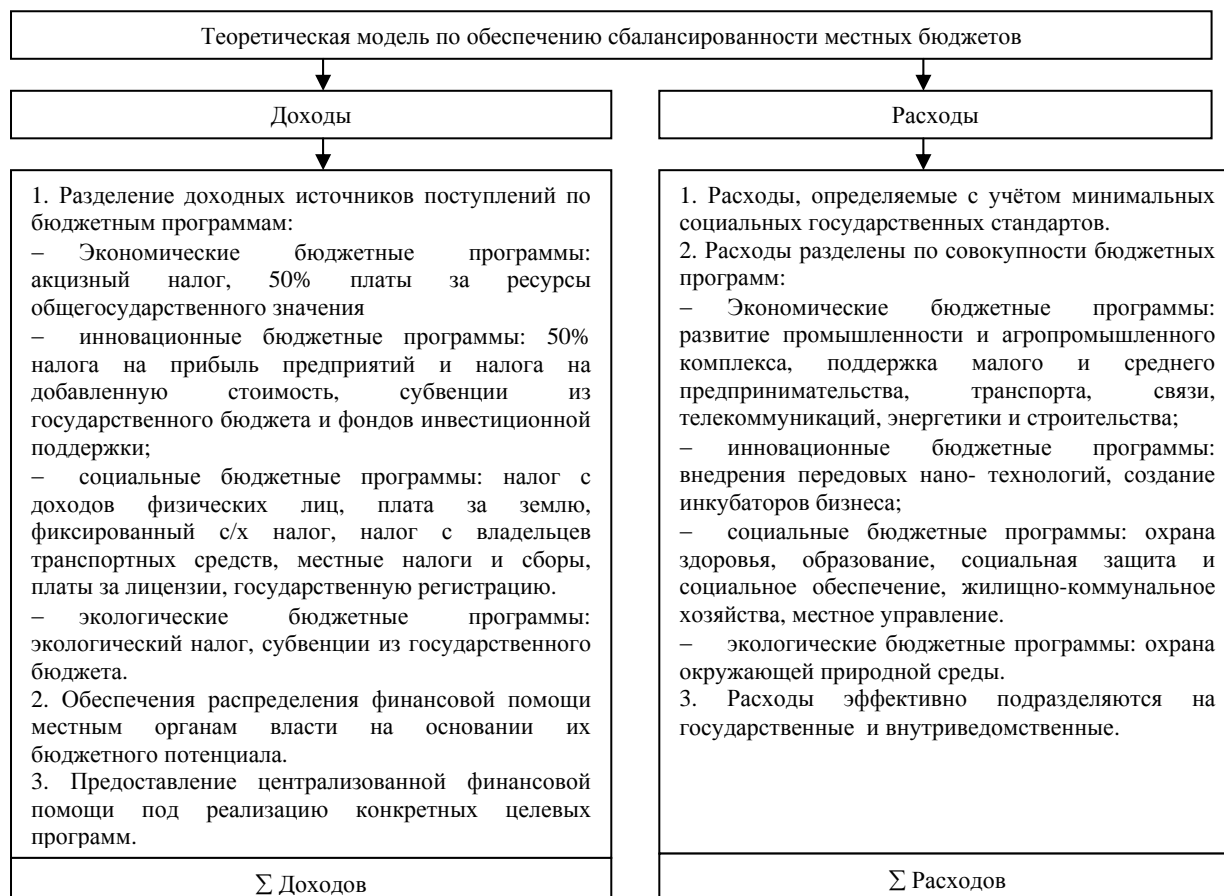 Теоретическая модель по обеспечению сбалансированности местных бюджетов
Доходы
1. Разделение доходных источников поступлений по
бюджетным программам:
– Экономические бюджетные программы:
акцизный налог, 50% платы за ресурсы
общегосударственного значения
– инновационные бюджетные программы: 50%
налога на прибыль предприятий и налога на
добавленную стоимость, субвенции из
государственного бюджета и фондов инвестиционной
поддержки;
– социальные бюджетные программы: налог с
доходов физических лиц, плата за землю,
фиксированный с/х налог, налог с владельцев
транспортных средств, местные налоги и сборы,
платы за лицензии, государственную регистрацию.
– экологические бюджетные программы:
экологический налог, субвенции из государственного
бюджета.
2. Обеспечения распределения финансовой помощи
местным органам власти на основании их
бюджетного потенциала.
3. Предоставление централизованной финансовой
помощи под реализацию конкретных целевых
программ.
∑ Доходов
Расходы
1. Расходы, определяемые с учётом минимальных
социальных государственных стандартов.
2. Расходы разделены по совокупности бюджетных
программ:
– Экономические бюджетные программы:
развитие промышленности и агропромышленного
комплекса, поддержка малого и среднего
предпринимательства, транспорта, связи,
телекоммуникаций, энергетики и строительства;
– инновационные бюджетные программы:
внедрения передовых нано- технологий, создание
инкубаторов бизнеса;
– социальные бюджетные программы: охрана
здоровья, образование, социальная защита и
социальное обеспечение, жилищно-коммунальное
хозяйства, местное управление.
– экологические бюджетные программы: охрана
окружающей природной среды.
3. Расходы эффективно подразделяются на
государственные и внутриведомственные.
∑ Расходов